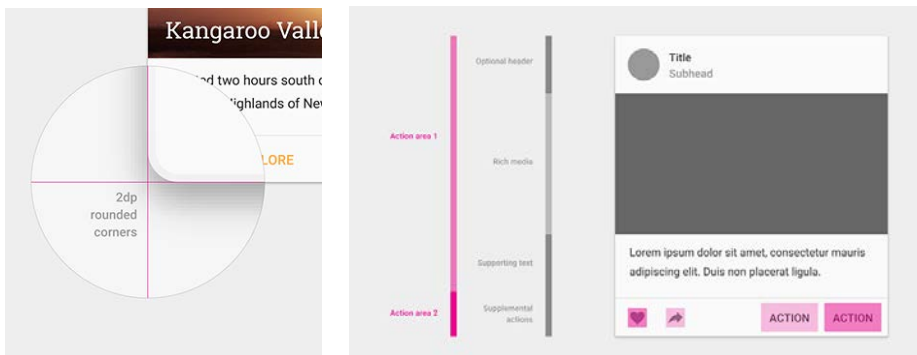 Kangaroo Valle
ed two hours south o
Highlands of Nev
LORE
2dp
rounded
corners
Optional header
Action area 1
Rich media
Supporting text
Supplemental
actions
Action area 2
Title
Subhead
Lorem ipsum dolor sit amet, consectetur mauris
adipiscing elit. Duis non placerat ligula.
ACTION
ACTION